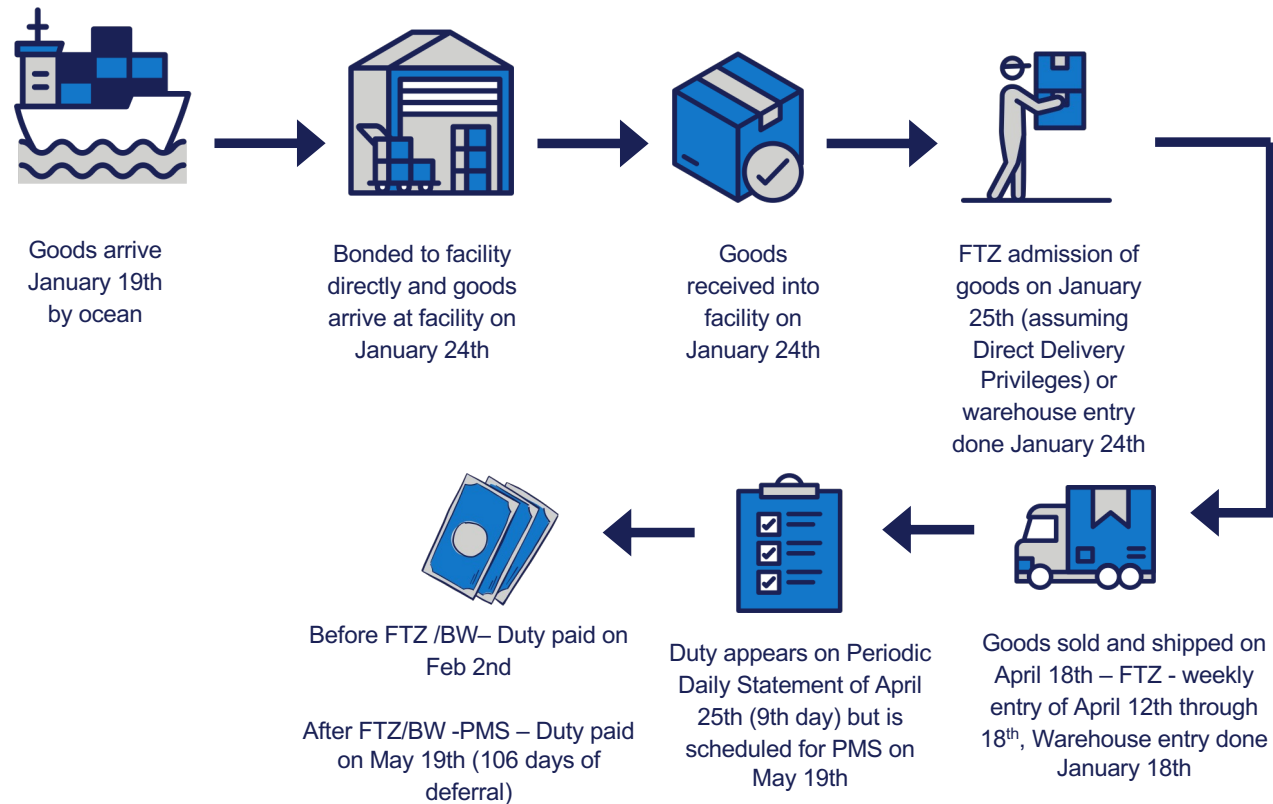 Goods arrive
January 19th
by ocean
Bonded to facility
directly and goods
arrive at facility on
January 24th
Goods
received into
facility on
January 24th
FTZ admission of
goods on January
25th (assuming
Direct Delivery
Privileges) or
warehouse entry
done January 24th
Goods sold and shipped on
April 18th – FTZ - weekly
entry of April 12th through
18th, Warehouse entry done
January 18th
Duty appears on Periodic
Daily Statement of April
25th (9th day) but is
scheduled for PMS on
May 19th
Before FTZ /BW– Duty paid on
Feb 2nd
After FTZ/BW -PMS – Duty paid
on May 19th (106 days of
deferral)